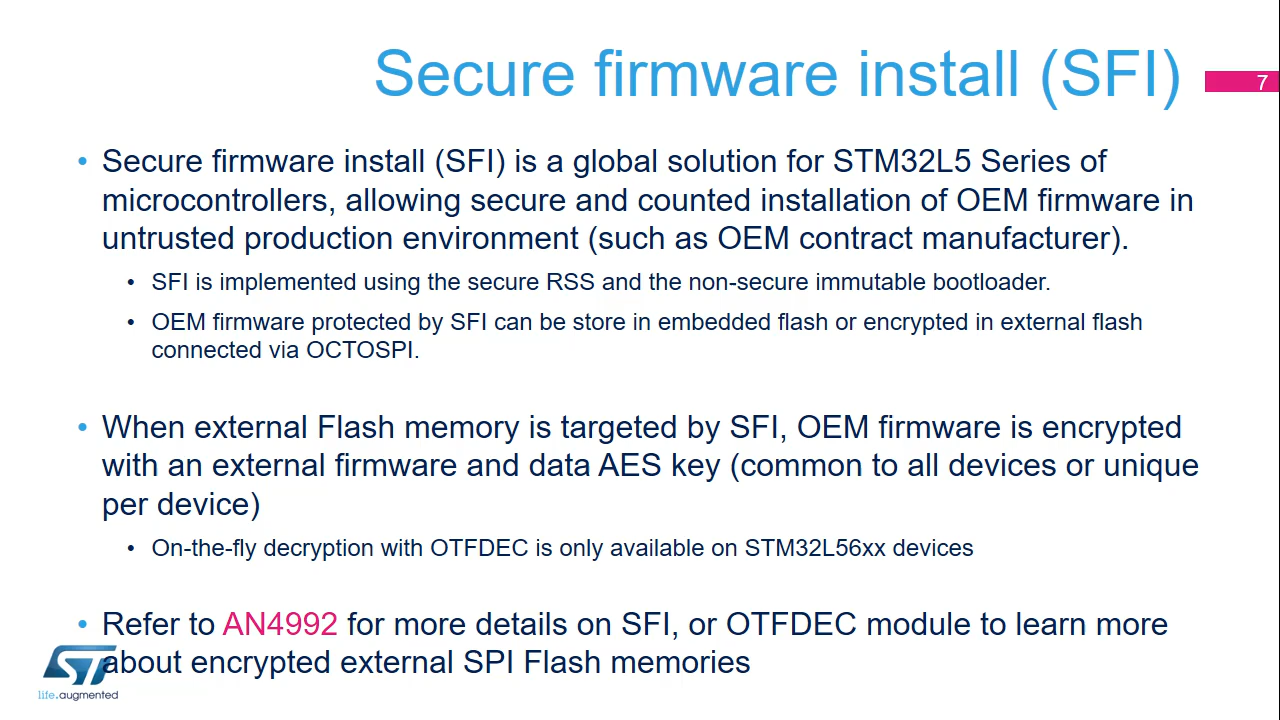 Secure firmware install (SFI)
7
• Secure firmware install (SFI) is a global solution for STM32L5 Series of
microcontrollers, allowing secure and counted installation of OEM firmware in
untrusted production environment (such as OEM contract manufacturer).
• SFI is implemented using the secure RSS and the non-secure immutable bootloader.
• OEM firmware protected by SFI can be store in embedded flash or encrypted in external flash
connected via OCTOSPI.
• When external Flash memory is targeted by SFI, OEM firmware is encrypted
with an external firmware and data AES key (common to all devices or unique
per device)
• On-the-fly decryption with OTFDEC is only available on STM32L56xx devices
• Refer to AN4992 for more details on SFI, or OTFDEC module to learn more
about encrypted external SPI Flash memories
ST
life.augmented